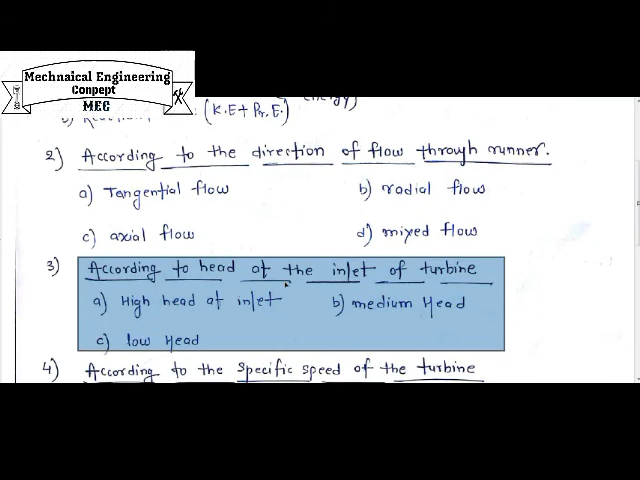 Mechnaical Engineering
Conpept
MEC
energy)
(K.E + Pr. E.)
2) According to the direction of flow through runner.
a) Tangential flow b) radial flow
c) axial flow d) mixed flow
3) According to head at the inlet of turbine
a) High head at inlet b) medium Head
c) low Head
4) According to the specific speed of the turbine